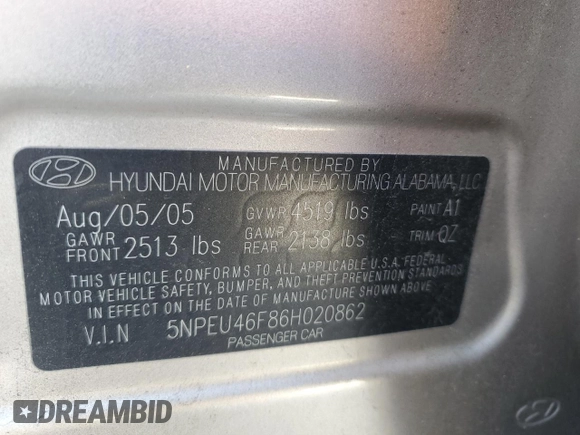 MANUFACTURED BY
HYUNDAI MOTOR MANUFACTURING ALABAMA, LLC
Aug/05/05 GVWR 4519 lbs PAINT A1
GAWR FRONT 2513 lbs GAWR REAR 2138 lbs TRIM QZ
THIS VEHICLE CONFORMS TO ALL APPLICABLE U.S.A. FEDERAL
MOTOR VEHICLE SAFETY, BUMPER, AND THEFT PREVENTION STANDARDS
IN EFFECT ON THE DATE OF MANUFACTURE SHOWN ABOVE.
V.I.N 5NPEU46F86H020862
PASSENGER CAR
DREAMBID